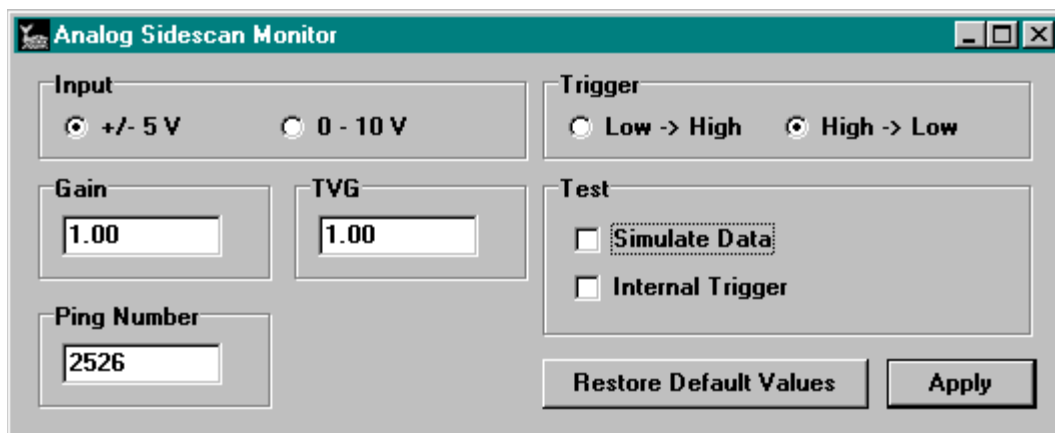 Analog Sidescan Monitor
Input
+/- 5 V
0 - 10 V
Trigger
Low -> High
High -> Low
Gain
1.00
TVG
1.00
Test
Simulate Data
Internal Trigger
Ping Number
2526
Restore Default Values
Apply